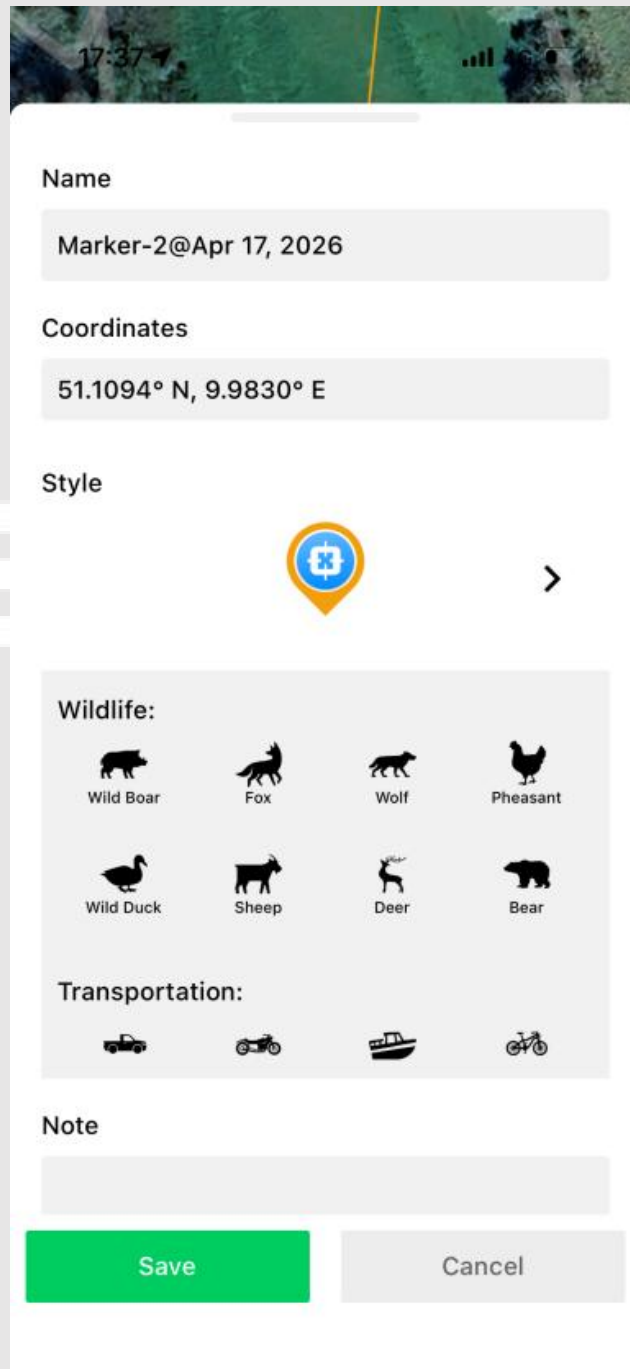 17:37
Name
Marker-2@Apr 17, 2026
Coordinates
51.1094° N, 9.9830° E
Style
Wildlife:
Wild Boar Fox Wolf Pheasant
Wild Duck Sheep Deer Bear
Transportation:
Note
Save Cancel